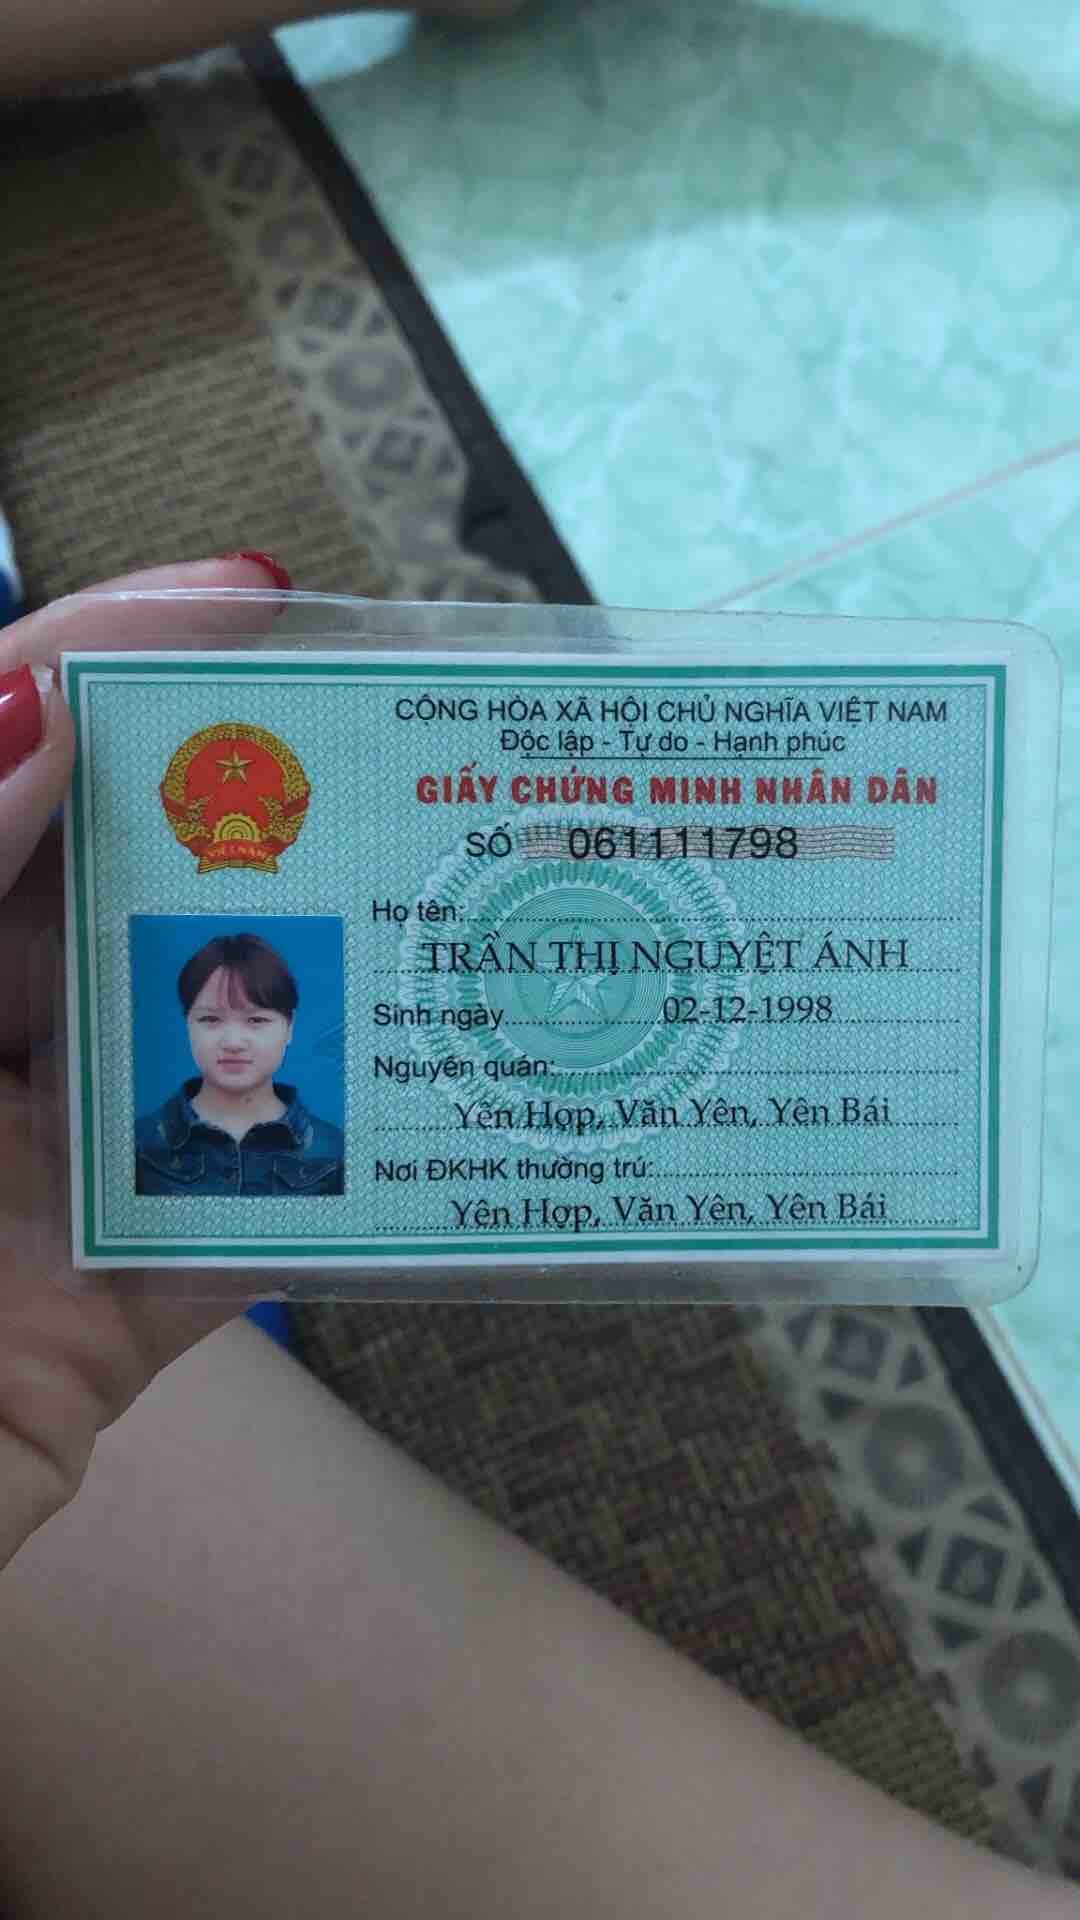 CỘNG HÒA XÃ HỘI CHỦ NGHĨA VIỆT NAM
Độc lập - Tự do - Hạnh phúc
GIẤY CHỨNG MINH NHÂN DÂN
SỐ 061111798
VIỆT NAM
Họ tên:
TRẦN THỊ NGUYỆT ÁNH
Sinh ngày 02-12-1998
Nguyên quán:
Yên Hợp, Văn Yên, Yên Bái
Nơi ĐKHK thường trú:
Yên Hợp, Văn Yên, Yên Bái